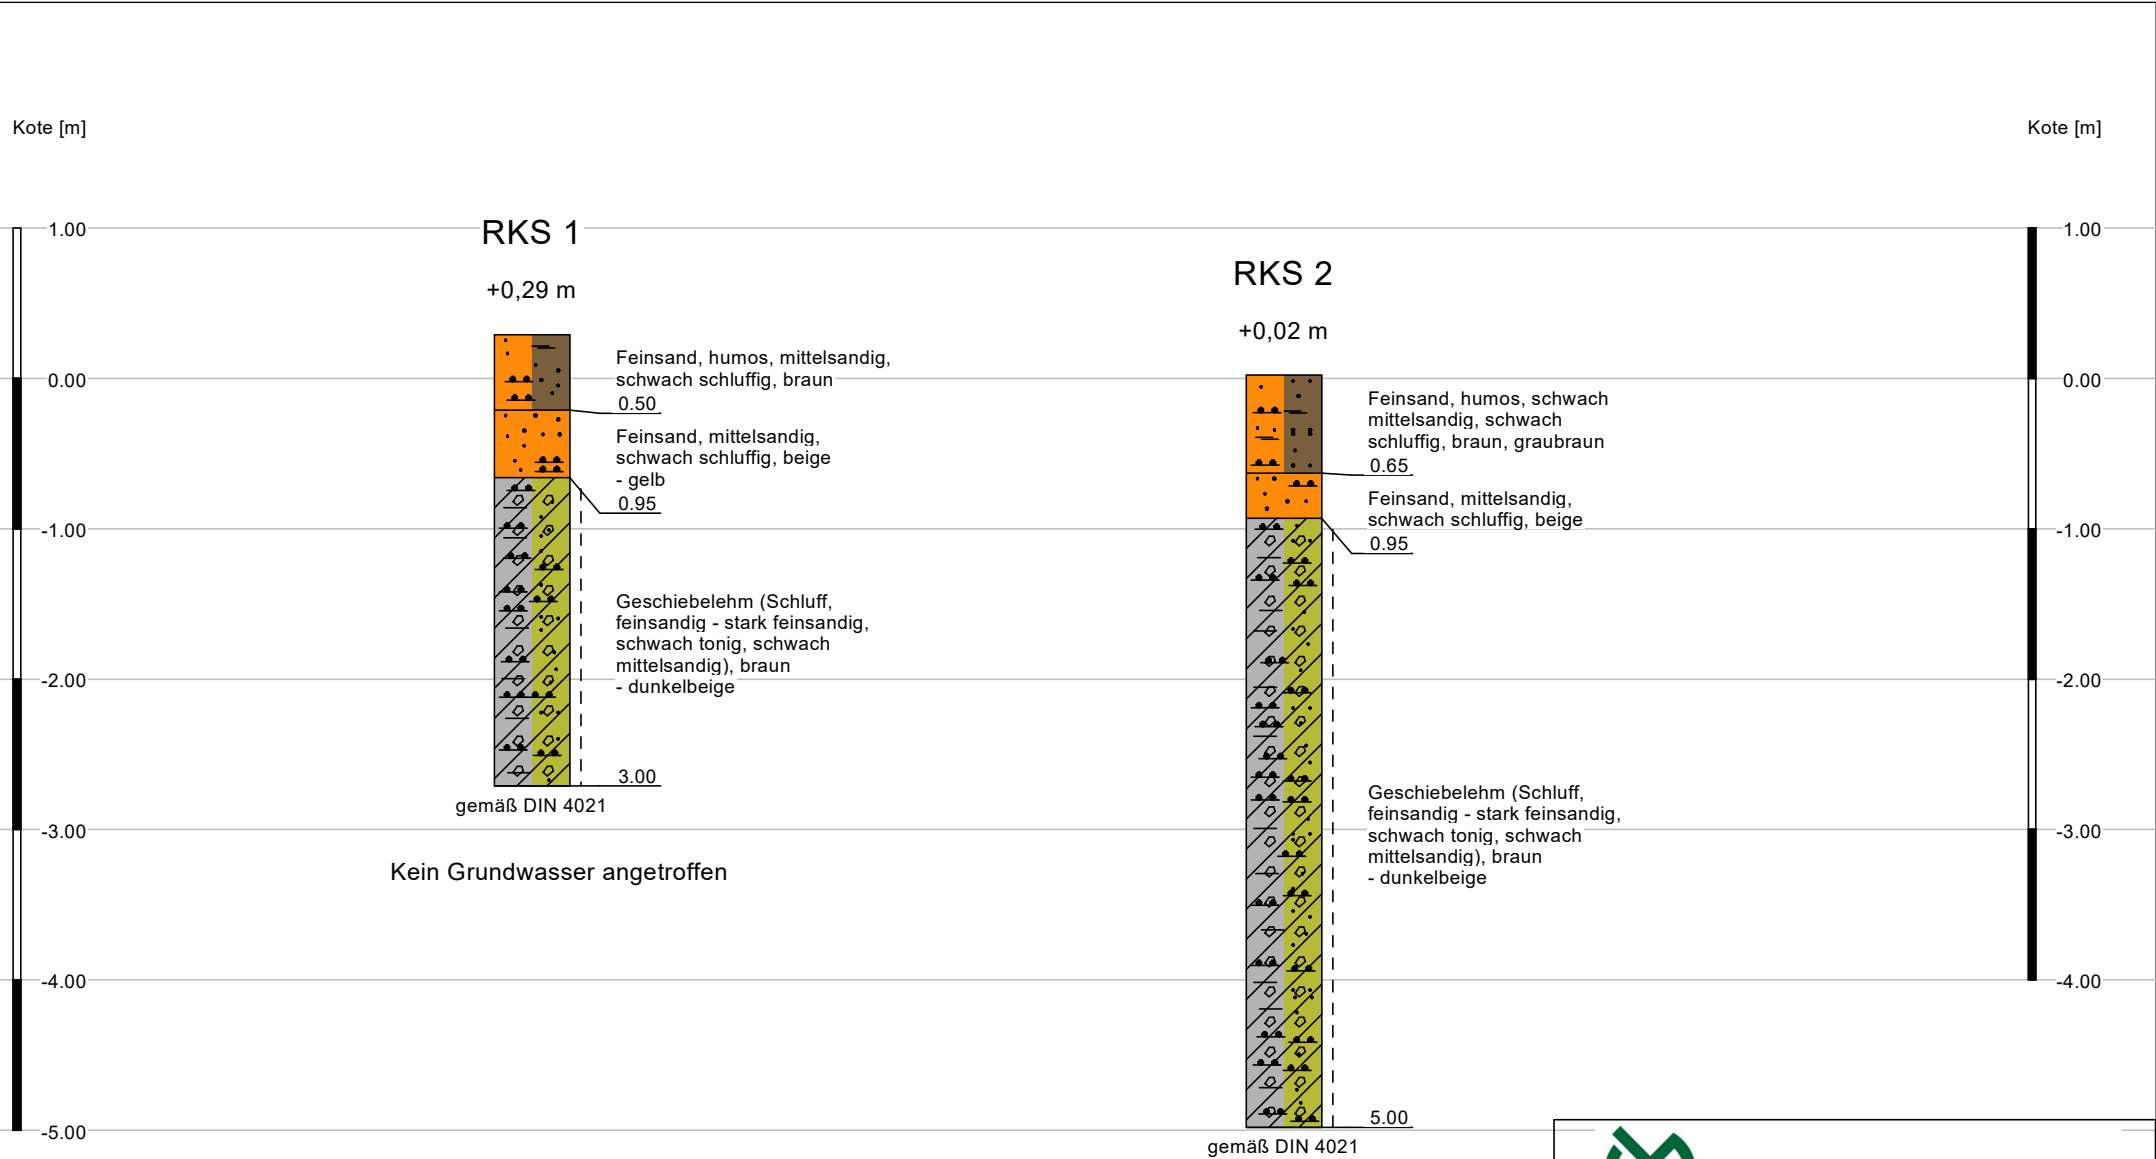 Kote [m]
Kote [m]
1.00
0.00
-1.00
-2.00
-3.00
-4.00
-5.00
RKS 1
+0,29 m
Feinsand, humos, mittelsandig,
schwach schluffig, braun
0.50
Feinsand, mittelsandig,
schwach schluffig, beige
- gelb
0.95
Geschiebelehm (Schluff,
feinsandig - stark feinsandig,
schwach tonig, schwach
mittelsandig), braun
- dunkelbeige
3.00
gemäß DIN 4021
Kein Grundwasser angetroffen
RKS 2
+0,02 m
Feinsand, humos, schwach
mittelsandig, schwach
schluffig, braun, graubraun
0.65
Feinsand, mittelsandig,
schwach schluffig, beige
0.95
Geschiebelehm (Schluff,
feinsandig - stark feinsandig,
schwach tonig, schwach
mittelsandig), braun
- dunkelbeige
5.00
gemäß DIN 4021
1.00
0.00
-1.00
-2.00
-3.00
-4.00